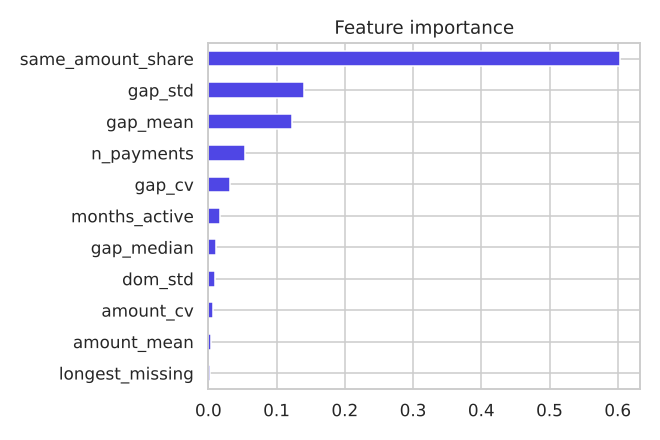 Feature importance
same_amount_share
gap_std
gap_mean
n_payments
gap_cv
months_active
gap_median
dom_std
amount_cv
amount_mean
longest_missing
0.0 0.1 0.2 0.3 0.4 0.5 0.6